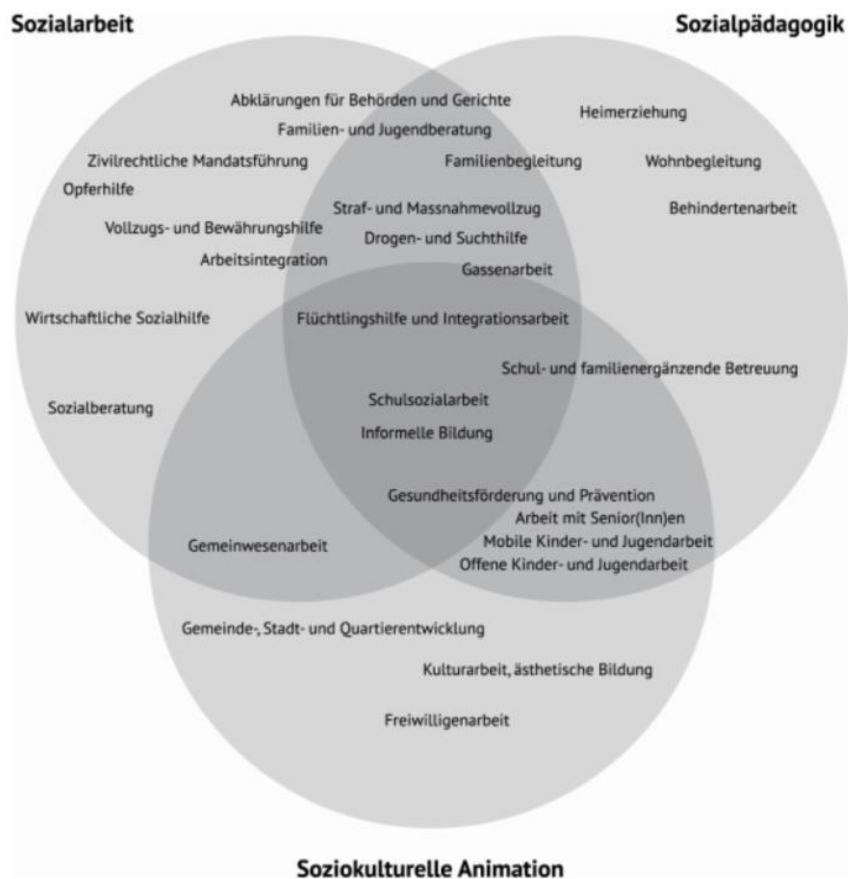 Sozialarbeit
Sozialpädagogik
Abklärungen für Behörden und Gerichte
Heimerziehung
Familien- und Jugendberatung
Zivilrechtliche Mandatsführung
Familienbegleitung
Wohnbegleitung
Opferhilfe
Straf- und Massnahmevollzug
Behindertenarbeit
Vollzugs- und Bewährungshilfe
Drogen- und Suchthilfe
Arbeitsintegration
Gassenarbeit
Wirtschaftliche Sozialhilfe
Flüchtlingshilfe und Integrationsarbeit
Schul- und familienergänzende Betreuung
Schulsozialarbeit
Sozialberatung
Informelle Bildung
Gesundheitsförderung und Prävention
Arbeit mit Senior(Inn)en
Mobile Kinder- und Jugendarbeit
Gemeinwesenarbeit
Offene Kinder- und Jugendarbeit
Gemeinde-, Stadt- und Quartierentwicklung
Kulturarbeit, ästhetische Bildung
Freiwilligenarbeit
Soziokulturelle Animation